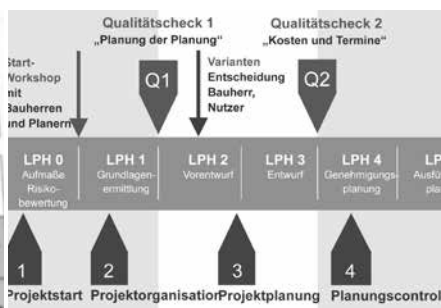 Qualitätscheck 1
„Planung der Planung“
Qualitätscheck 2
„Kosten und Termine“
Start-
Workshop
mit
Bauherren
und Planern
Q1
Varianten
Entscheidung
Bauherr,
Nutzer
Q2
LPH 0
Aufmaße
Risiko-
bewertung
LPH 1
Grundlagen-
ermittlung
LPH 2
Vorentwurf
LPH 3
Entwurf
LPH 4
Genehmigungs-
planung
1
Projektstart
2
Projektorganisation
3
Projektplanung
4